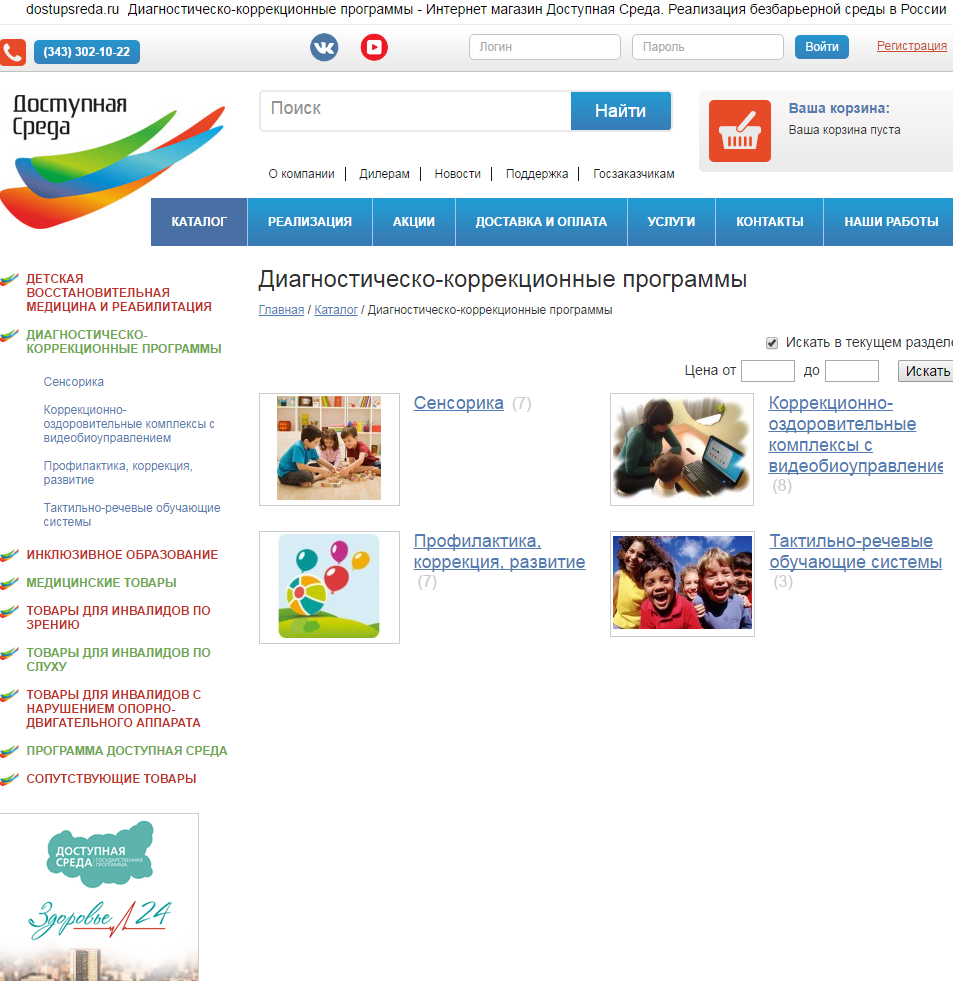 dostupsreda.ru Диагностическо-коррекционные программы - Интернет магазин Доступная Среда. Реализация безбарьерной среды в России
(343) 302-10-22
Логин
Пароль
Войти
Регистрация
Доступная
Среда
Поиск
Найти
Ваша корзина:
Ваша корзина пуста
О компании
Дилерам
Новости
Поддержка
Госзаказчикам
КАТАЛОГ
РЕАЛИЗАЦИЯ
АКЦИИ
ДОСТАВКА И ОПЛАТА
УСЛУГИ
КОНТАКТЫ
НАШИ РАБОТЫ
ДЕТСКАЯ
ВОССТАНОВИТЕЛЬНАЯ
МЕДИЦИНА И РЕАБИЛИТАЦИЯ
ДИАГНОСТИЧЕСКО-
КОРРЕКЦИОННЫЕ ПРОГРАММЫ
Сенсорика
Коррекционно-
оздоровительные комплексы с
видеобиоуправлением
Профилактика, коррекция,
развитие
Тактильно-речевые обучающие
системы
ИНКЛЮЗИВНОЕ ОБРАЗОВАНИЕ
МЕДИЦИНСКИЕ ТОВАРЫ
ТОВАРЫ ДЛЯ ИНВАЛИДОВ ПО
ЗРЕНИЮ
ТОВАРЫ ДЛЯ ИНВАЛИДОВ ПО
СЛУХУ
ТОВАРЫ ДЛЯ ИНВАЛИДОВ С
НАРУШЕНИЕМ ОПОРНО-
ДВИГАТЕЛЬНОГО АППАРАТА
ПРОГРАММА ДОСТУПНАЯ СРЕДА
СОПУТСТВУЮЩИЕ ТОВАРЫ
ДОСТУПНАЯ
СРЕДА
ГОСУДАРСТВЕННАЯ
ПРОГРАММА
Здоровье 24
Диагностическо-коррекционные программы
Главная / Каталог / Диагностическо-коррекционные программы
Искать в текущем разделе
Цена от
до
Искать
Сенсорика (7)
Коррекционно-
оздоровительные
комплексы с
видеобиоуправление
(8)
Профилактика,
коррекция, развитие
(7)
Тактильно-речевые
обучающие системы
(3)